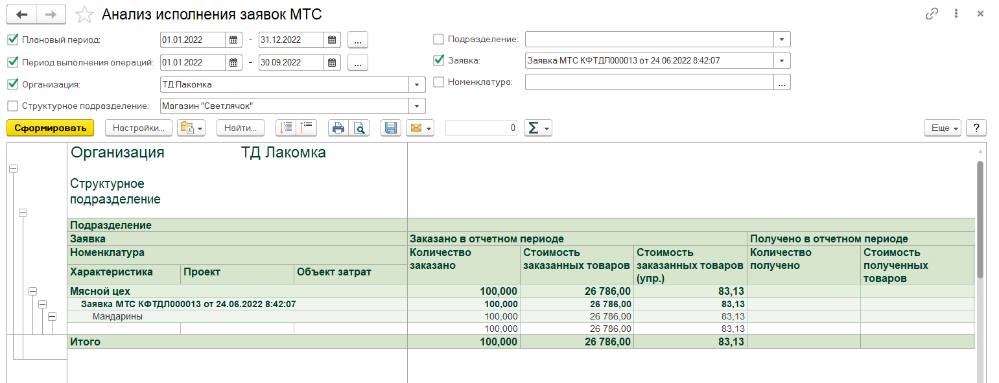 Анализ исполнения заявок МТС
Плановый период: 01.01.2022 - 31.12.2022 ... Подразделение:
Период выполнения операций: 01.01.2022 - 30.09.2022 ... Заявка: Заявка МТС КФТДЛ000013 от 24.06.2022 8:42:07
Организация: ТД Лакомка Номенклатура: ...
Структурное подразделение: Магазин "Светлячок"
Сформировать Настройки... Найти... 0 Σ Еще ?
Организация ТД Лакомка
Структурное
подразделение
Подразделение
Заявка Заказано в отчетном периоде Получено в отчетном периоде
Номенклатура Количество Стоимость Стоимость Количество Стоимость
заказано заказанных товаров заказанных товаров получено полученных
Характеристика Проект Объект затрат (упр.) товаров
Мясной цех 100,000 26 786,00 83,13
Заявка МТС КФТДЛ000013 от 24.06.2022 8:42:07 100,000 26 786,00 83,13
Мандарины 100,000 26 786,00 83,13
100,000 26 786,00 83,13
Итого 100,000 26 786,00 83,13